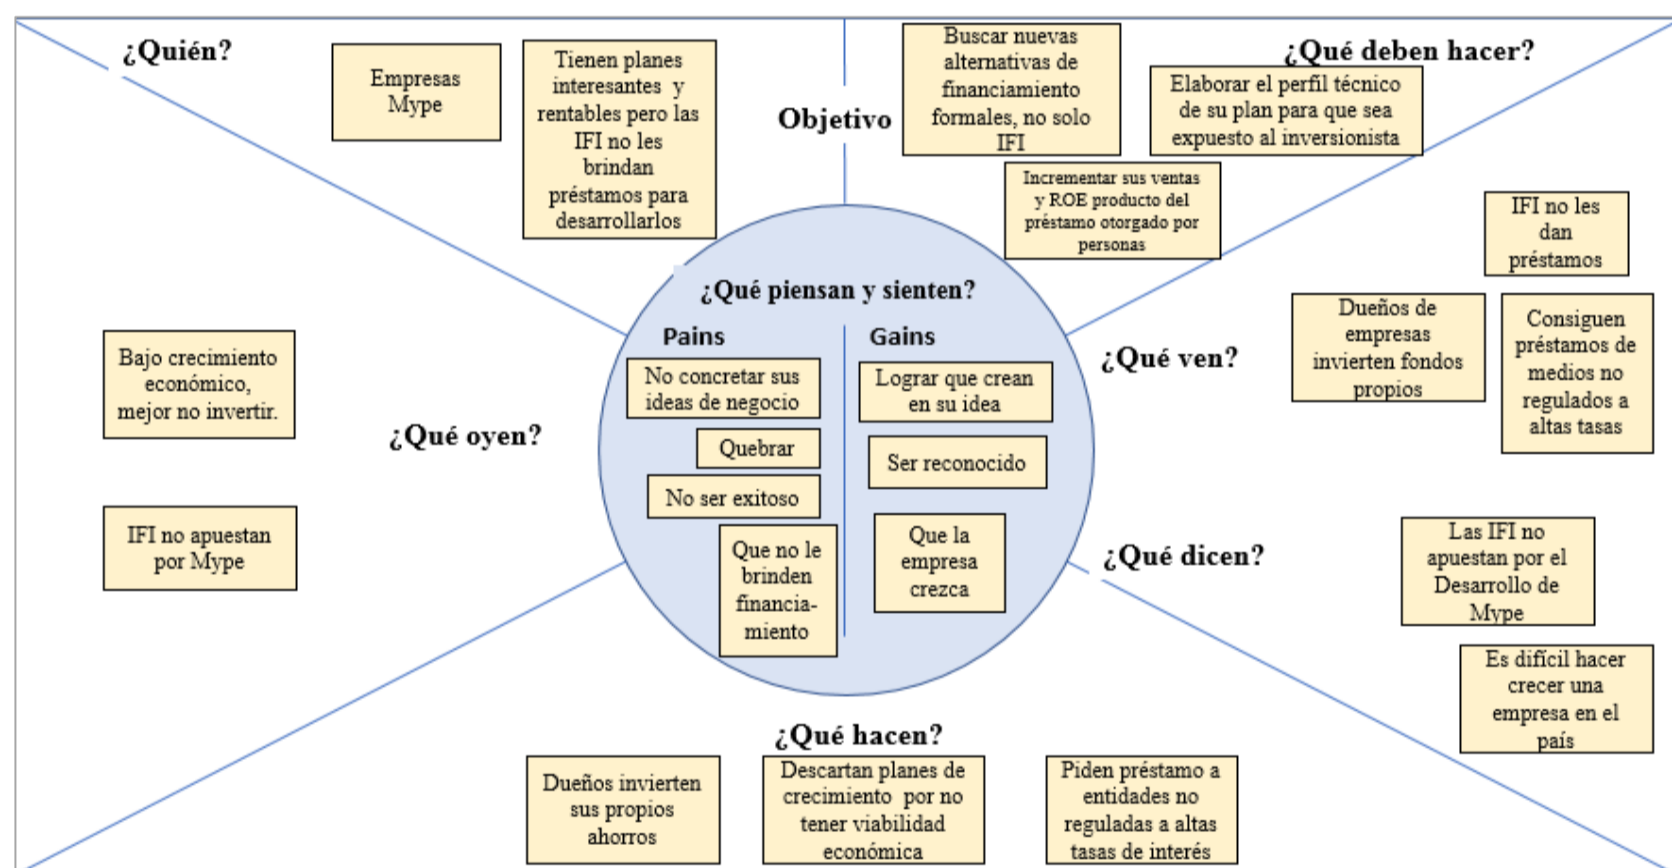 ¿Quién?
Empresas
Mype
Tienen planes
interesantes y
rentables pero las
IFI no les
brindan
préstamos para
desarrollarlos
Objetivo
Buscar nuevas
alternativas de
financiamiento
formales, no solo
IFI
¿Qué deben hacer?
Elaborar el perfil técnico
de su plan para que sea
expuesto al inversionista
Incrementar sus ventas
y ROE producto del
préstamo otorgado por
personas
¿Qué piensan y sienten?
Pains
No concretar sus
ideas de negocio
Quebrar
No ser exitoso
Que no le
brinden
financia-
miento
Gains
Lograr que crean
en su idea
Ser reconocido
Que la
empresa
crezca
¿Qué oyen?
Bajo crecimiento
económico,
mejor no invertir.
IFI no apuestan
por Mype
¿Qué ven?
IFI no les
dan
préstamos
Dueños de
empresas
invierten fondos
propios
Consiguen
préstamos de
medios no
regulados a
altas tasas
¿Qué dicen?
Las IFI no
apuestan por el
Desarrollo de
Mype
Es difícil hacer
crecer una
empresa en el
país
¿Qué hacen?
Dueños invierten
sus propios
ahorros
Descartan planes de
crecimiento por no
tener viabilidad
económica
Piden préstamo a
entidades no
reguladas a altas
tasas de interés